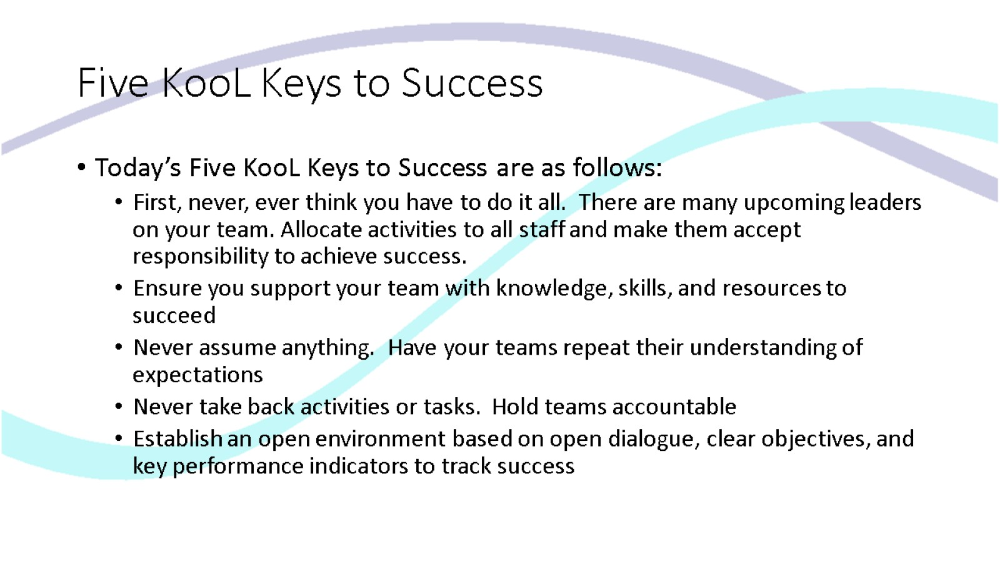 Five KooL Keys to Success
• Today’s Five KooL Keys to Success are as follows:
• First, never, ever think you have to do it all.  There are many upcoming leaders
on your team. Allocate activities to all staff and make them accept
responsibility to achieve success.
• Ensure you support your team with knowledge, skills, and resources to
succeed
• Never assume anything.  Have your teams repeat their understanding of
expectations
• Never take back activities or tasks.  Hold teams accountable
• Establish an open environment based on open dialogue, clear objectives, and
key performance indicators to track success